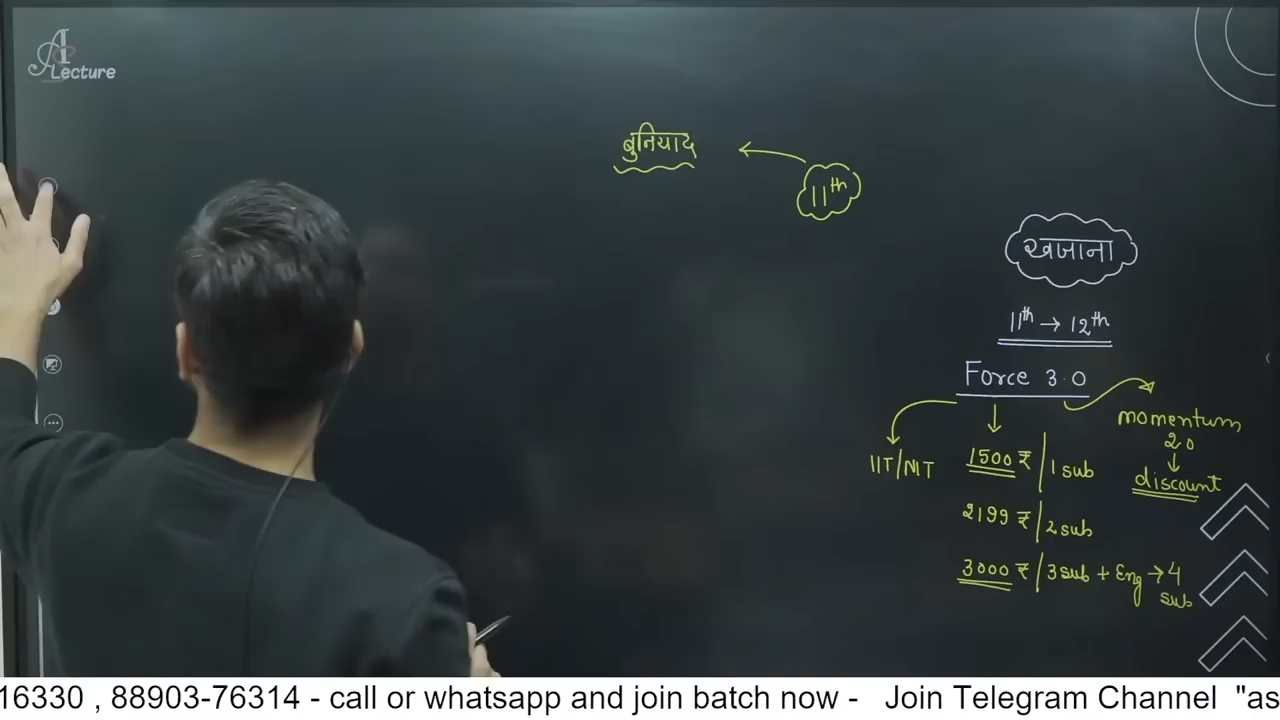 A Lecture
बुनियाद
11th
खजाना
11th → 12th
Force 3.0
momentum
2.0
↓
discount
IIT/NIT
1500 ₹ | 1 sub
2199 ₹ | 2 sub
3000 ₹ | 3 sub + Eng → 4
sub
16330 , 88903-76314 - call or whatsapp and join batch now - Join Telegram Channel "as